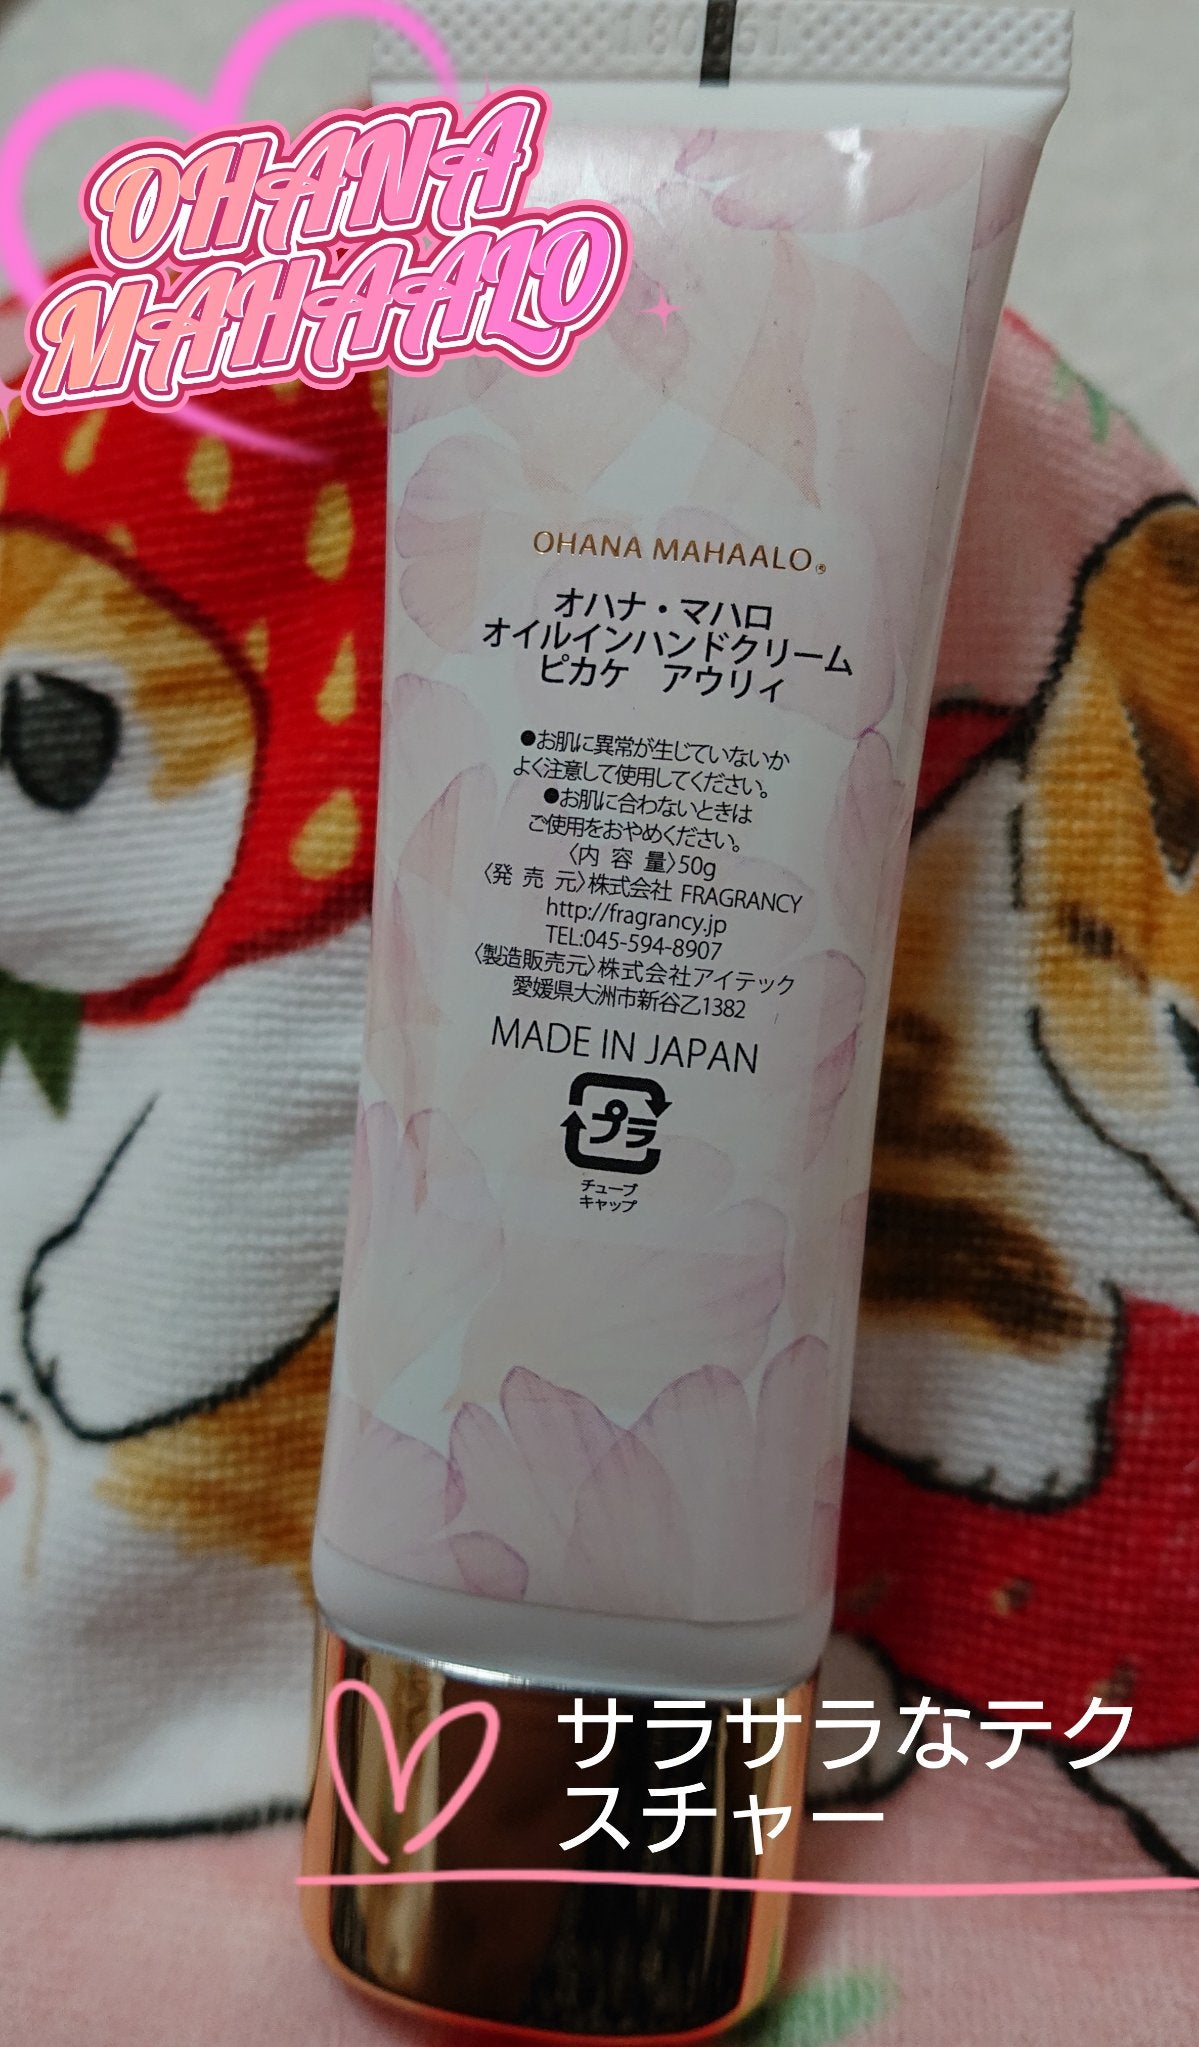 OHANA
MAHAALO
OHANA MAHAALO®
オハナ・マハロ
オイルインハンドクリーム
ピカケ　アウリィ
●お肌に異常が生じていないか
よく注意して使用してください。
●お肌に合わないときは
ご使用をおやめください。
〈内 容 量〉50g
〈発 売 元〉株式会社 FRAGRANCY
http://fragrancy.jp
TEL:045-594-8907
〈製造販売元〉株式会社アイテック
愛媛県大洲市新谷乙1382
MADE IN JAPAN
プラ
チューブ
キャップ
サラサラなテク
スチャー